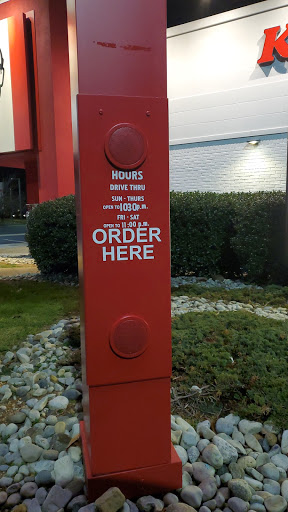 K
HOURS
DRIVE THRU
SUN - THURS
OPEN TO 10:30 P.M.
FRI - SAT
OPEN TO 11:00 P.M.
ORDER
HERE